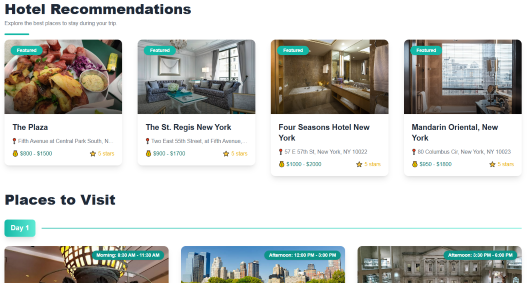 Hotel Recommendations
Explore the best places to stay during your trip
Featured
The Plaza
Fifth Avenue at Central Park South, N...
$800 - $1500
5 stars
Featured
The St. Regis New York
Two East 55th Street, at Fifth Avenue, ...
$900 - $1700
5 stars
Featured
Four Seasons Hotel New
York
57 E 57th St, New York, NY 10022
$1000 - $2000
5 stars
Featured
Mandarin Oriental, New
York
80 Columbus Cir, New York, NY 10023
$950 - $1800
5 stars
Places to Visit
Day 1
Morning: 8:30 AM - 11:30 AM
Afternoon: 12:00 PM - 3:00 PM
Afternoon: 3:30 PM - 6:00 PM